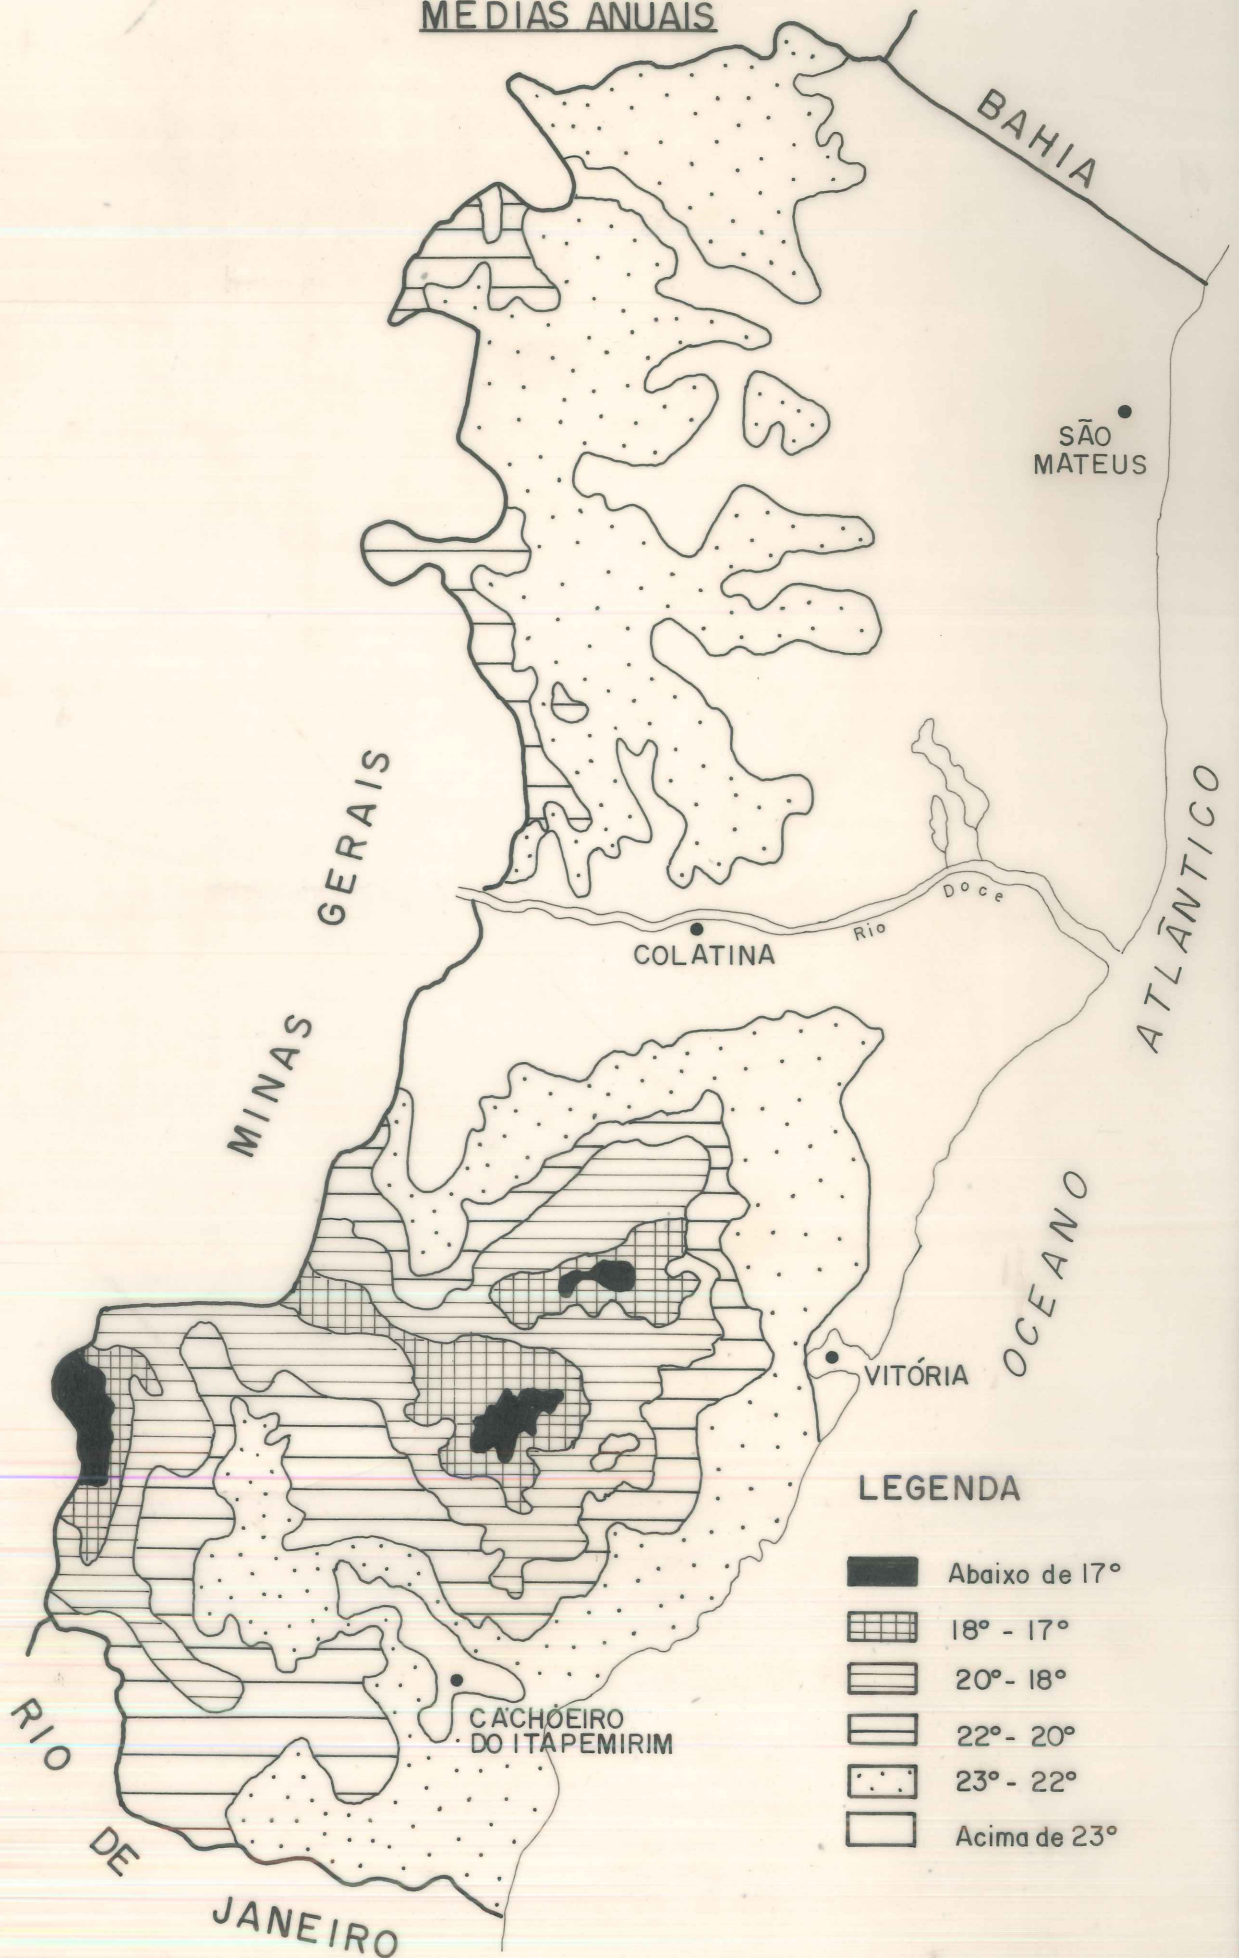 MEDIAS ANUAIS
BAHIA
SÃO
MATEUS
MINAS GERAIS
ATLÂNTICO
Rio Doce
COLATINA
OCEANO
VITÓRIA
LEGENDA
Abaixo de 17°
18° - 17°
20° - 18°
22° - 20°
23° - 22°
Acima de 23°
CACHOEIRO
DO ITAPEMIRIM
RIO
DE
JANEIRO